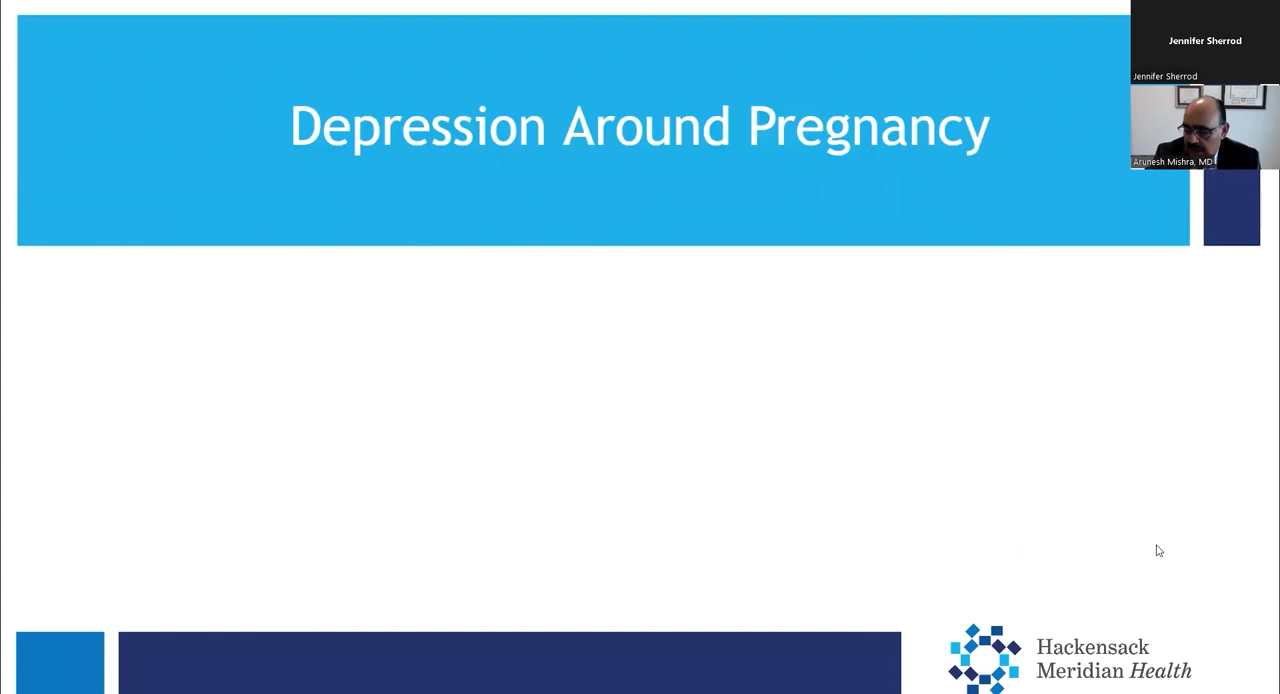 Depression Around Pregnancy
Jennifer Sherrod
Jennifer Sherrod
Arunesh Mishra, MD
Hackensack
Meridian Health